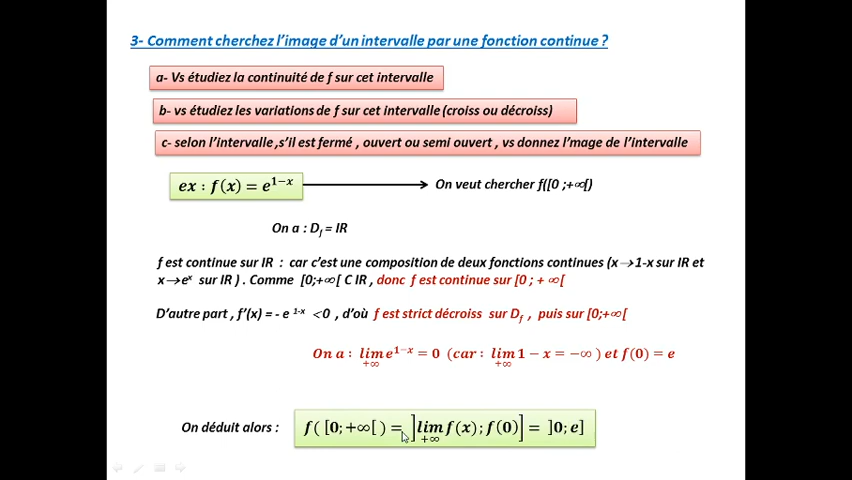 3- Comment cherchez l'image d'un intervalle par une fonction continue ?
a- Vs étudiez la continuité de f sur cet intervalle
b- vs étudiez les variations de f sur cet intervalle (croiss ou décroiss)
c- selon l'intervalle ,s'il est fermé , ouvert ou semi ouvert , vs donnez l'mage de l'intervalle
ex : f(x) = e^{1−x} On veut chercher f([0 ;+∞[)
On a : D_f = IR
f est continue sur IR : car c'est une composition de deux fonctions continues (x→1-x sur IR et
x→e^x sur IR ) . Comme [0;+∞[ C IR , donc f est continue sur [0 ; + ∞[
D'autre part , f'(x) = - e^{1-x} <0 , d'où f est strict décroiss sur D_f , puis sur [0;+∞[
On a : lim_{+∞} e^{1−x} = 0 (car : lim_{+∞} 1 − x = −∞ ) et f(0) = e
On déduit alors : f( [0; +∞[ ) = ]lim_{+∞} f(x); f(0)] = ]0; e]